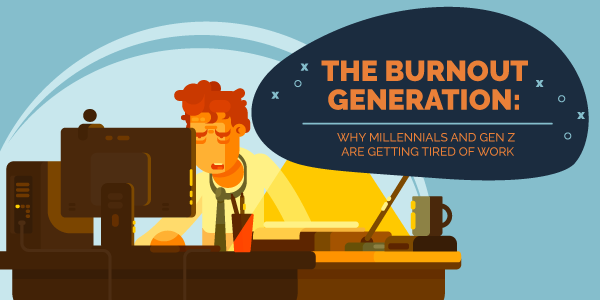 THE BURNOUT
GENERATION:
WHY MILLENNIALS AND GEN Z
ARE GETTING TIRED OF WORK